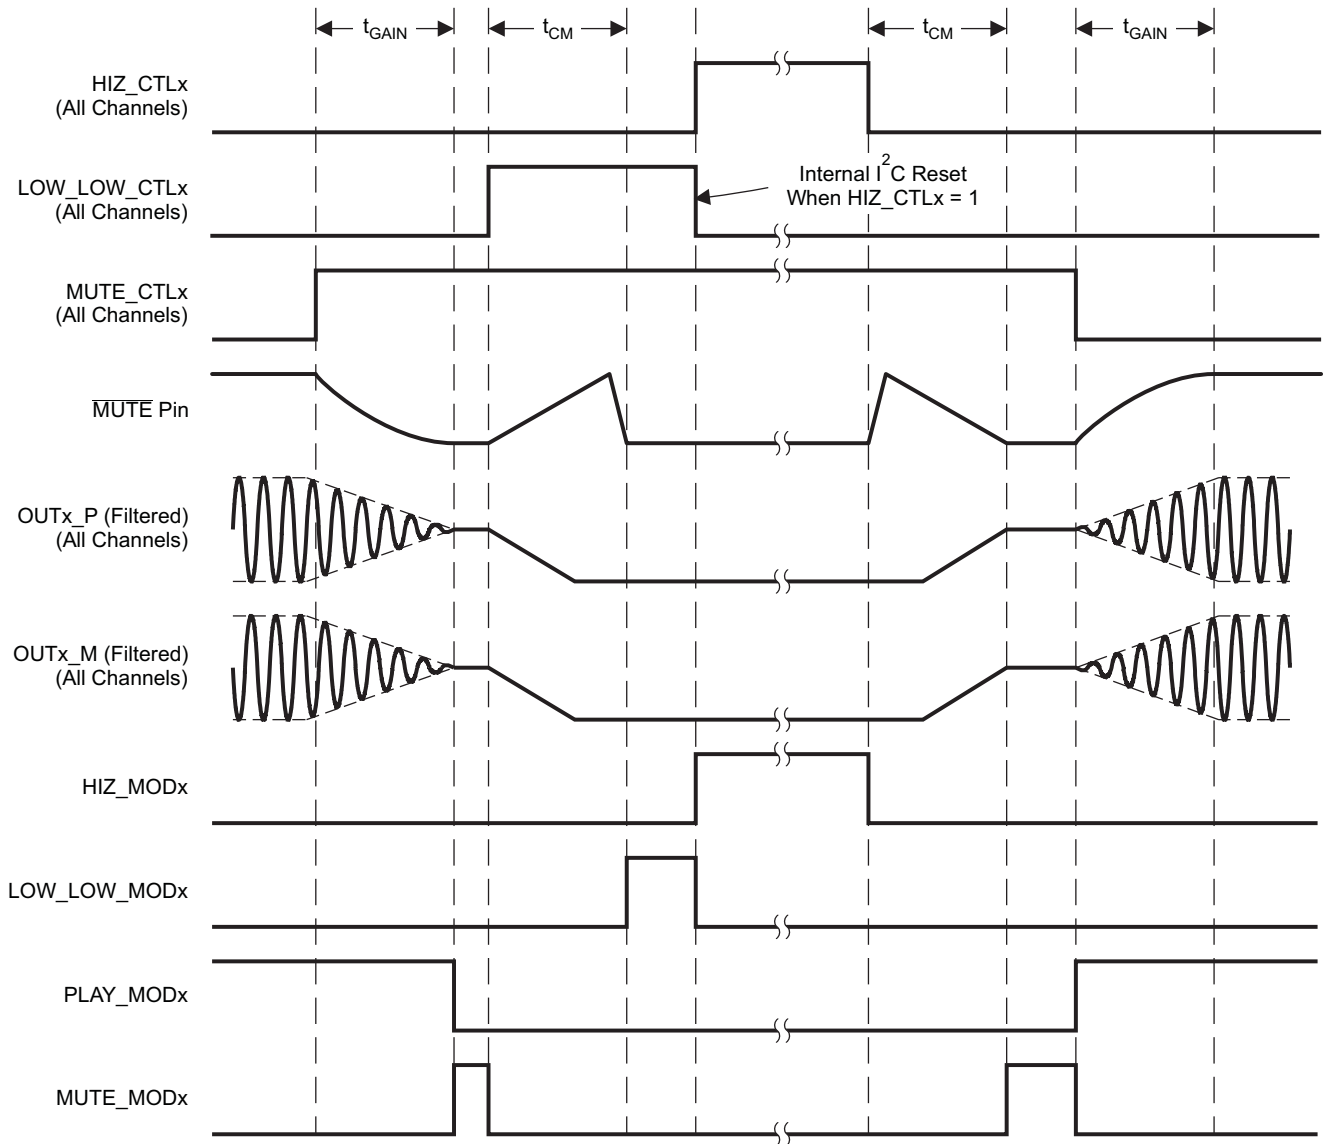 tGAIN tCM tCM tGAIN
HIZ_CTLx
(All Channels)
LOW_LOW_CTLx
(All Channels)
Internal I2C Reset
When HIZ_CTLx = 1
MUTE_CTLx
(All Channels)
MUTE Pin
OUTx_P (Filtered)
(All Channels)
OUTx_M (Filtered)
(All Channels)
HIZ_MODx
LOW_LOW_MODx
PLAY_MODx
MUTE_MODx